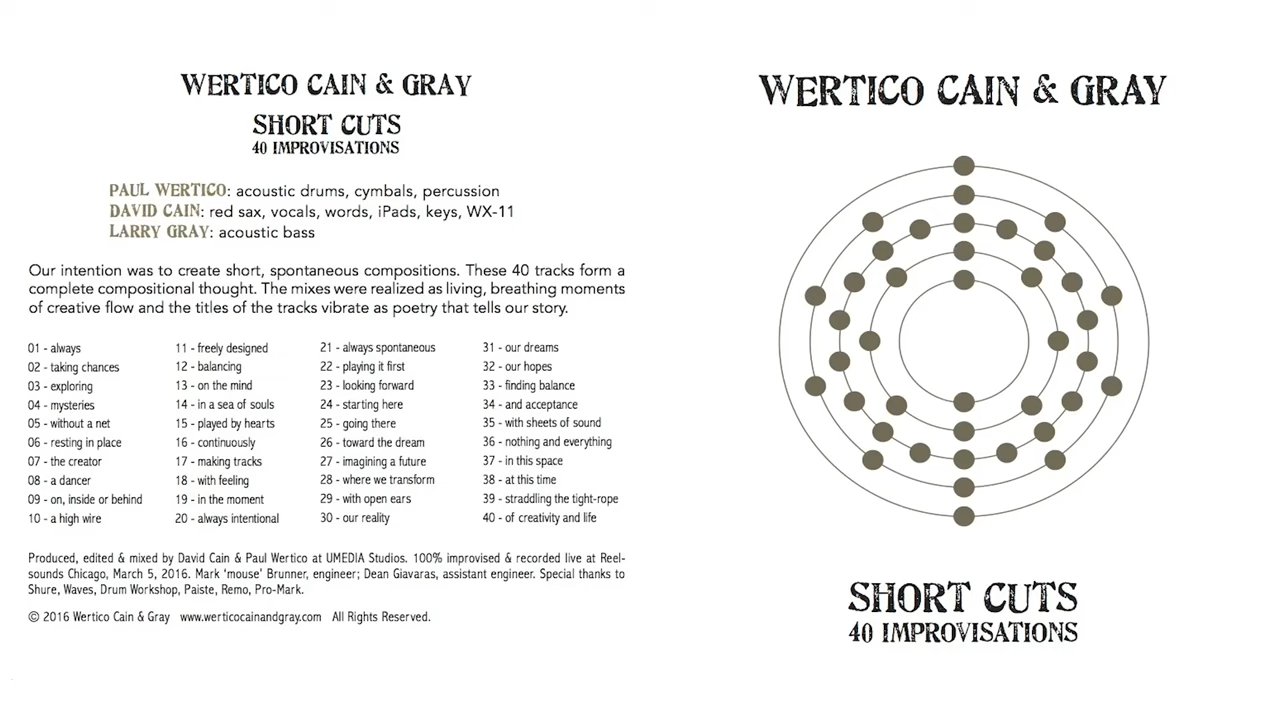 WERTICO CAIN & GRAY
SHORT CUTS
40 IMPROVISATIONS
PAUL WERTICO: acoustic drums, cymbals, percussion
DAVID CAIN: red sax, vocals, words, iPads, keys, WX-11
LARRY GRAY: acoustic bass
Our intention was to create short, spontaneous compositions. These 40 tracks form a
complete compositional thought. The mixes were realized as living, breathing moments
of creative flow and the titles of the tracks vibrate as poetry that tells our story.
01 - always
02 - taking chances
03 - exploring
04 - mysteries
05 - without a net
06 - resting in place
07 - the creator
08 - a dancer
09 - on, inside or behind
10 - a high wire
11 - freely designed
12 - balancing
13 - on the mind
14 - in a sea of souls
15 - played by hearts
16 - continuously
17 - making tracks
18 - with feeling
19 - in the moment
20 - always intentional
21 - always spontaneous
22 - playing it first
23 - looking forward
24 - starting here
25 - going there
26 - toward the dream
27 - imagining a future
28 - where we transform
29 - with open ears
30 - our reality
31 - our dreams
32 - our hopes
33 - finding balance
34 - and acceptance
35 - with sheets of sound
36 - nothing and everything
37 - in this space
38 - at this time
39 - straddling the tight-rope
40 - of creativity and life
Produced, edited & mixed by David Cain & Paul Wertico at UMEDIA Studios. 100% improvised & recorded live at Reel-
sounds Chicago, March 5, 2016. Mark 'mouse' Brunner, engineer; Dean Giavaras, assistant engineer. Special thanks to
Shure, Waves, Drum Workshop, Paiste, Remo, Pro-Mark.
© 2016 Wertico Cain & Gray www.werticocainandgray.com All Rights Reserved.
WERTICO CAIN & GRAY
SHORT CUTS
40 IMPROVISATIONS